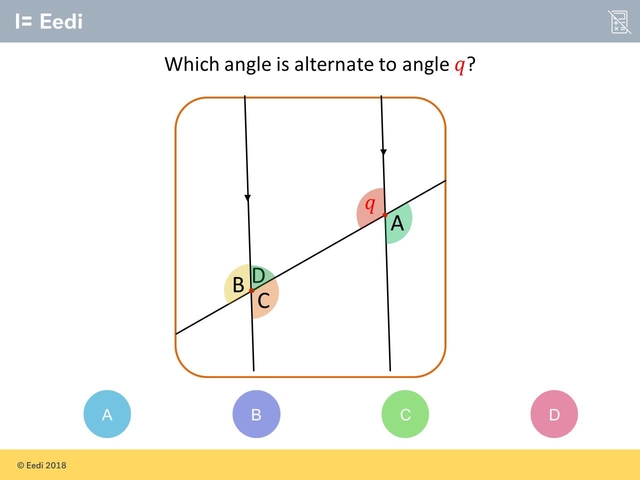 I= Eedi
Which angle is alternate to angle q?
q
A
B D
C
A B C D
© Eedi 2018